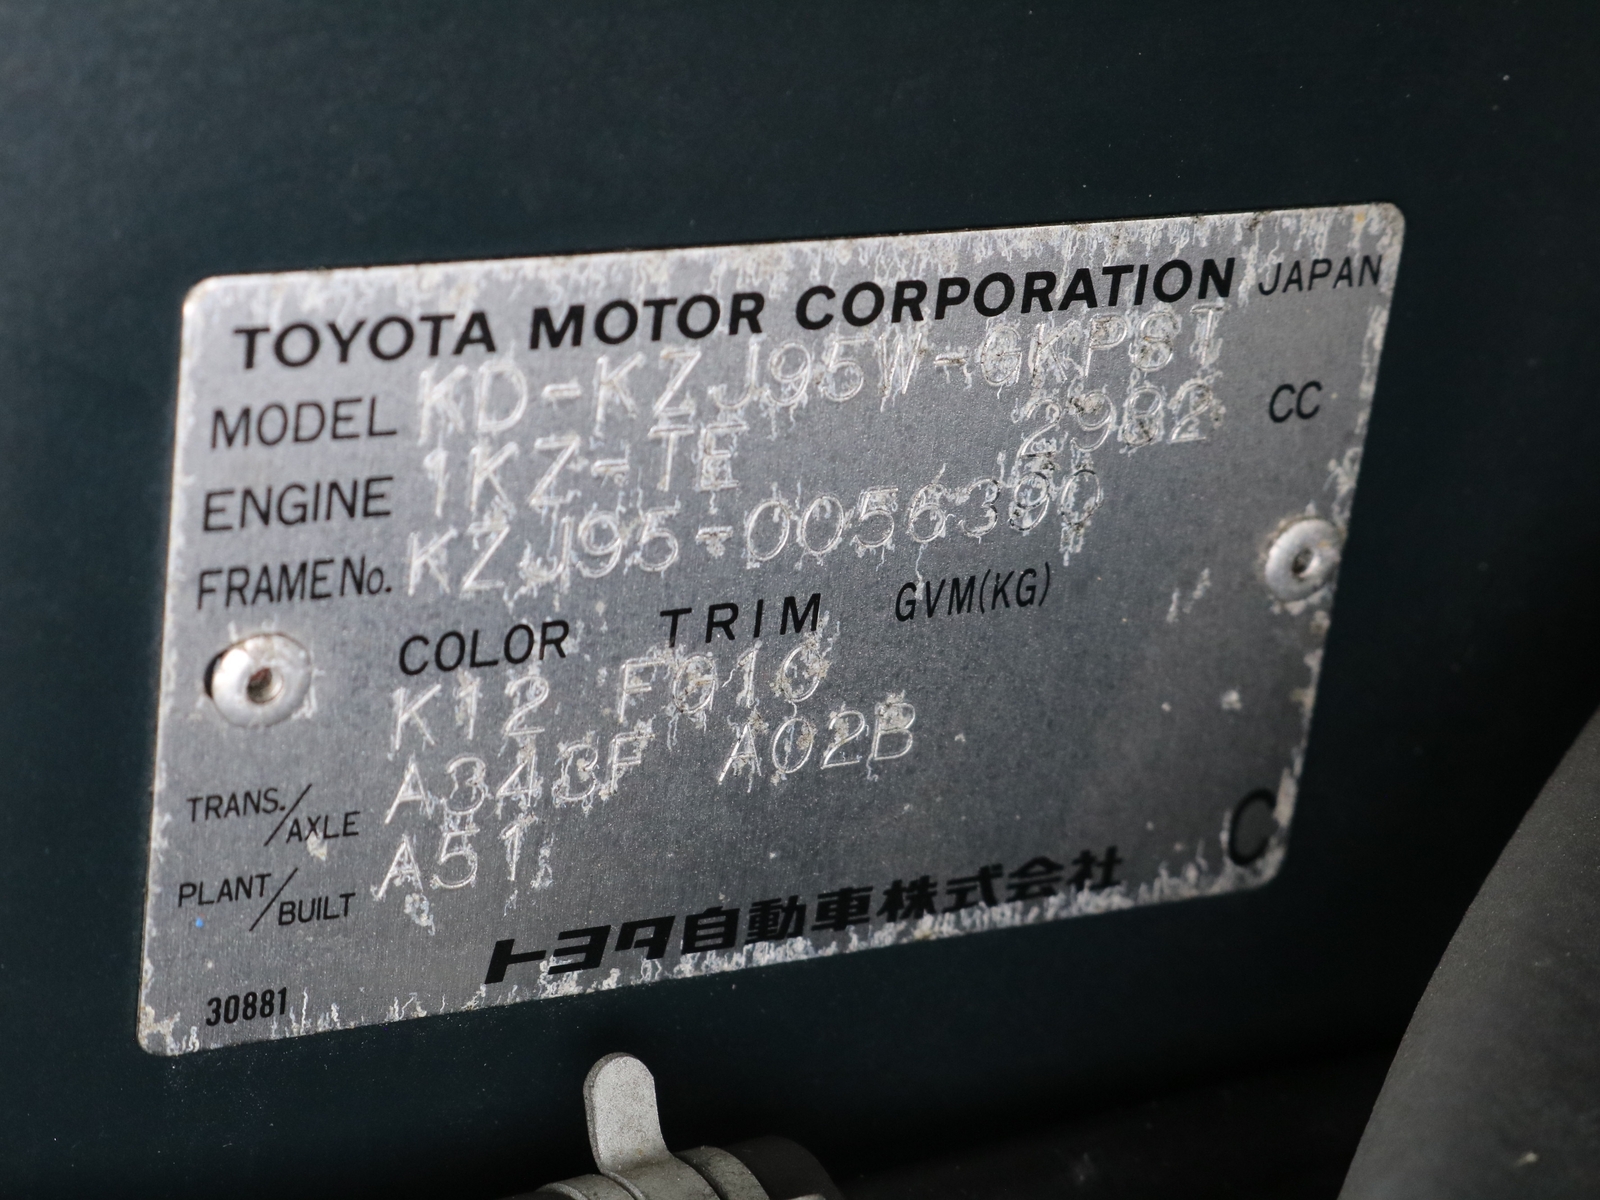 TOYOTA MOTOR CORPORATION JAPAN
MODEL KD-KZJ95W-GKPST
ENGINE 1KZ-TE 2982 CC
FRAME No. KZJ95-0056390
COLOR TRIM GVM(KG)
K12 FG10
TRANS./AXLE A343F A02B
PLANT/BUILT A51
トヨタ自動車株式会社
C
30881